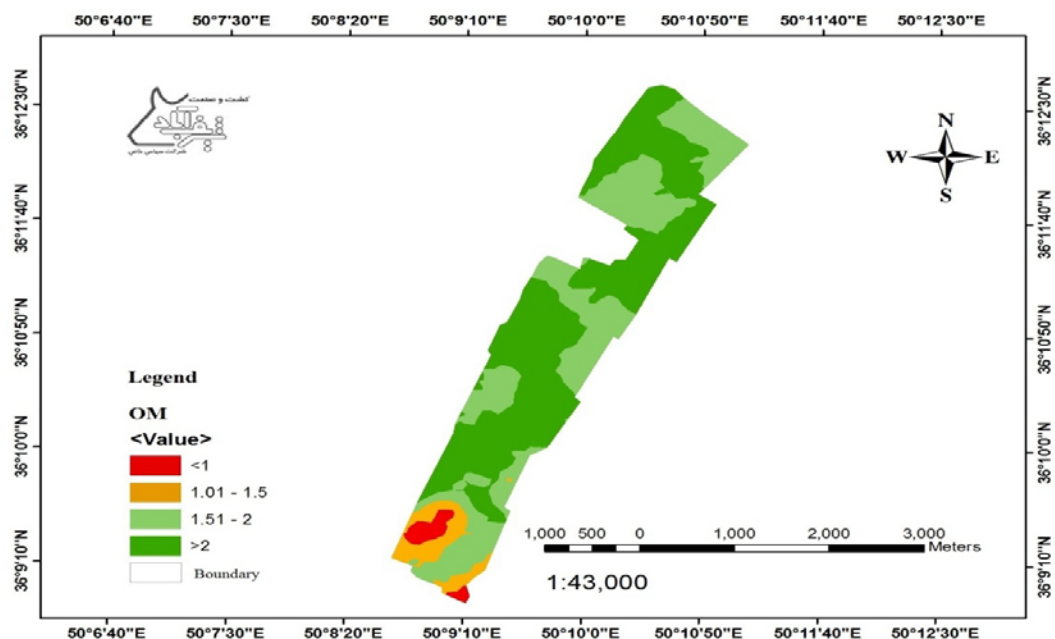 50°6'40"E 50°7'30"E 50°8'20"E 50°9'10"E 50°10'0"E 50°10'50"E 50°11'40"E 50°12'30"E
36°12'30"N
36°11'40"N
36°10'50"N
36°10'0"N
36°9'10"N
کشت و صنعت
N
W E
S
36°12'30"N
36°11'40"N
36°10'50"N
36°10'0"N
36°9'10"N
Legend
OM
<Value>
<1
1.01 - 1.5
1.51 - 2
>2
Boundary
1,000 500 0 1,000 2,000 3,000
Meters
1:43,000
50°6'40"E 50°7'30"E 50°8'20"E 50°9'10"E 50°10'0"E 50°10'50"E 50°11'40"E 50°12'30"E